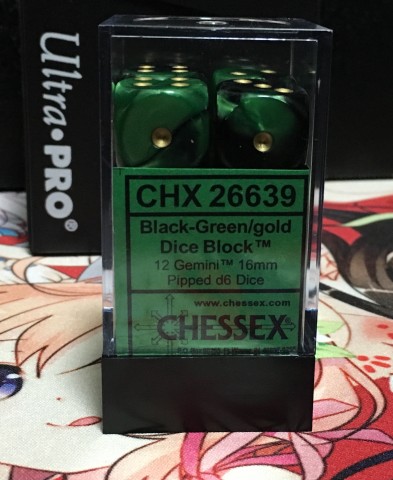 Ultra•PRO®
CHX 26639
Black-Green/gold
Dice Block™
12 Gemini™ 16mm
Pipped d6 Dice
www.chessex.com
CHESSEX